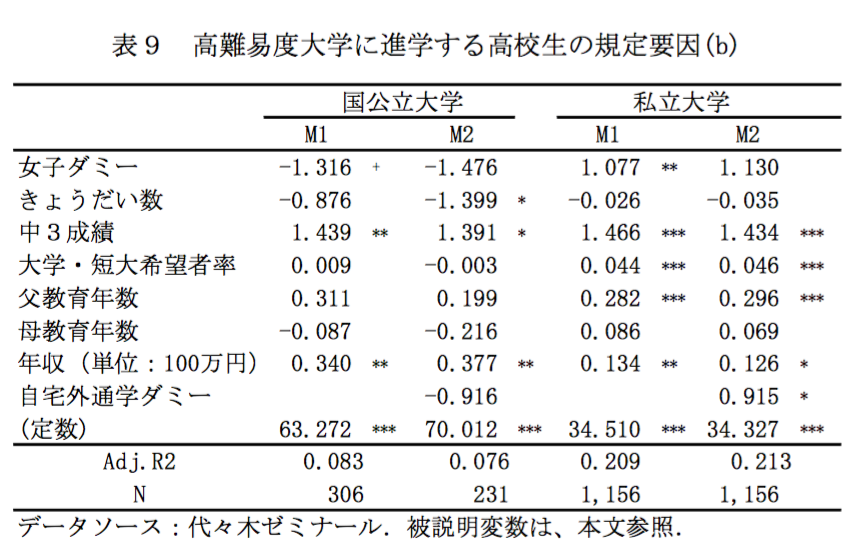 表９　高難易度大学に進学する高校生の規定要因(b)
国公立大学 私立大学
M1 M2 M1 M2
女子ダミー -1.316 + -1.476 1.077 ** 1.130
きょうだい数 -0.876 -1.399 * -0.026 -0.035
中３成績 1.439 ** 1.391 * 1.466 *** 1.434 ***
大学・短大希望者率 0.009 -0.003 0.044 *** 0.046 ***
父教育年数 0.311 0.199 0.282 *** 0.296 ***
母教育年数 -0.087 -0.216 0.086 0.069
年収（単位：100万円） 0.340 ** 0.377 ** 0.134 ** 0.126 *
自宅外通学ダミー -0.916 0.915 *
(定数) 63.272 *** 70.012 *** 34.510 *** 34.327 ***
Adj.R2 0.083 0.076 0.209 0.213
N 306 231 1,156 1,156
データソース：代々木ゼミナール．被説明変数は、本文参照．